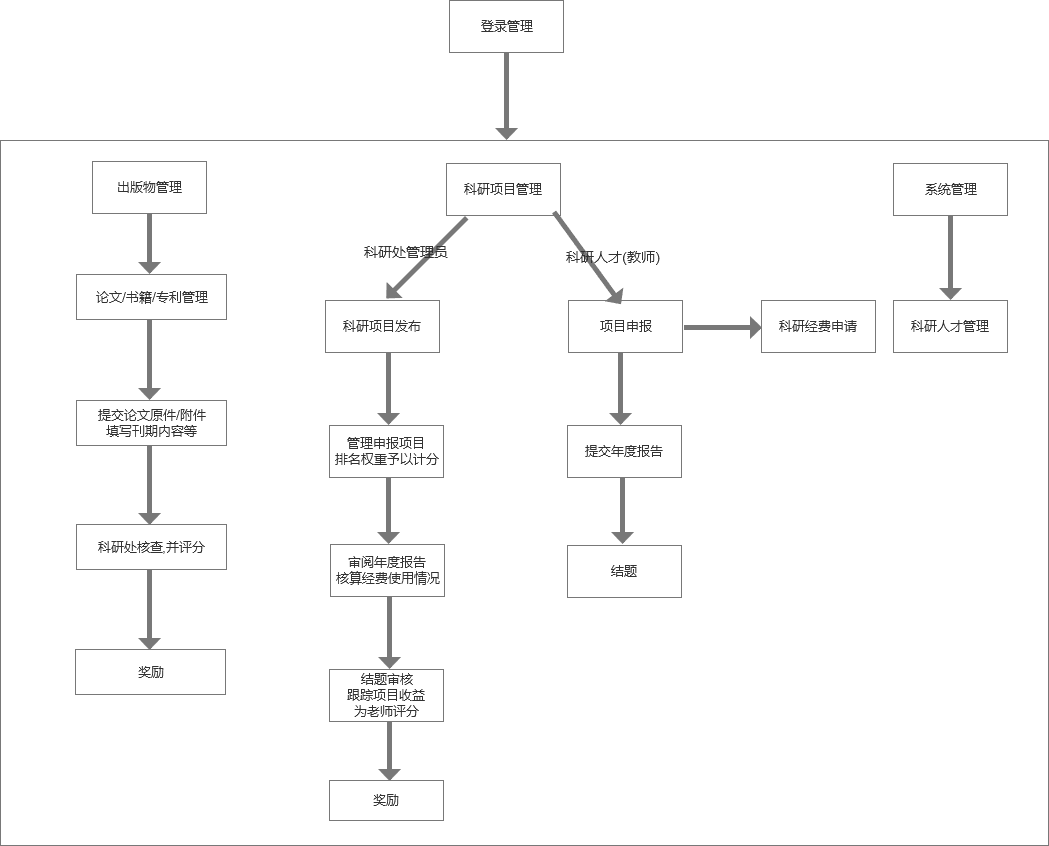 登录管理
出版物管理
科研项目管理
系统管理
科研处管理员
科研人才(教师)
论文/书籍/专利管理
科研项目发布
项目申报
科研经费申请
科研人才管理
提交论文原件/附件
填写刊期内容等
管理申报项目
排名权重予以计分
提交年度报告
科研处核查,并评分
审阅年度报告
核算经费使用情况
结题
奖励
结题审核
跟踪项目收益
为老师评分
奖励